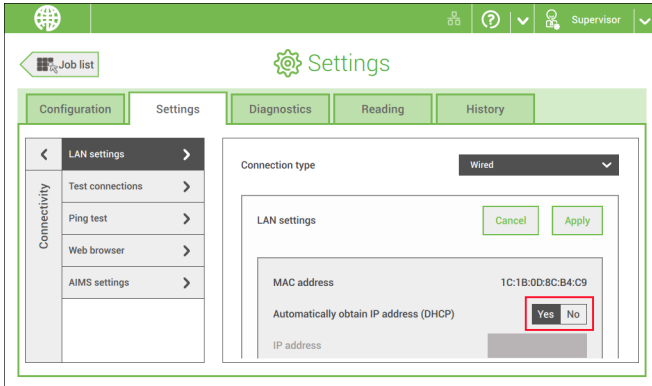 Supervisor
Job list
Settings
Configuration
Settings
Diagnostics
Reading
History
Connectivity
LAN settings
Test connections
Ping test
Web browser
AIMS settings
Connection type
Wired
LAN settings
Cancel
Apply
MAC address
1C:1B:0D:8C:B4:C9
Automatically obtain IP address (DHCP)
Yes No
IP address